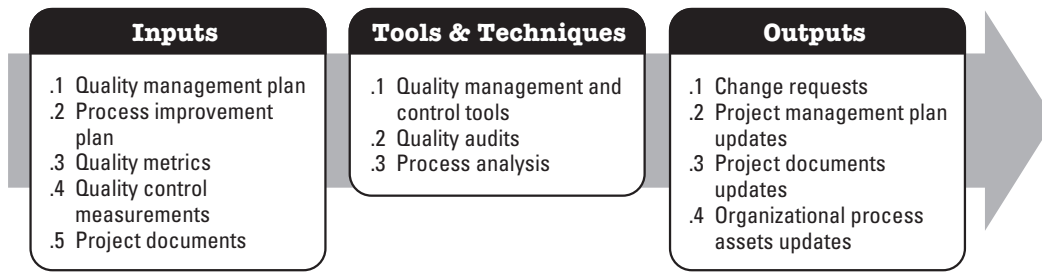 Inputs
.1 Quality management plan
.2 Process improvement
plan
.3 Quality metrics
.4 Quality control
measurements
.5 Project documents
Tools & Techniques
.1 Quality management and
control tools
.2 Quality audits
.3 Process analysis
Outputs
.1 Change requests
.2 Project management plan
updates
.3 Project documents
updates
.4 Organizational process
assets updates